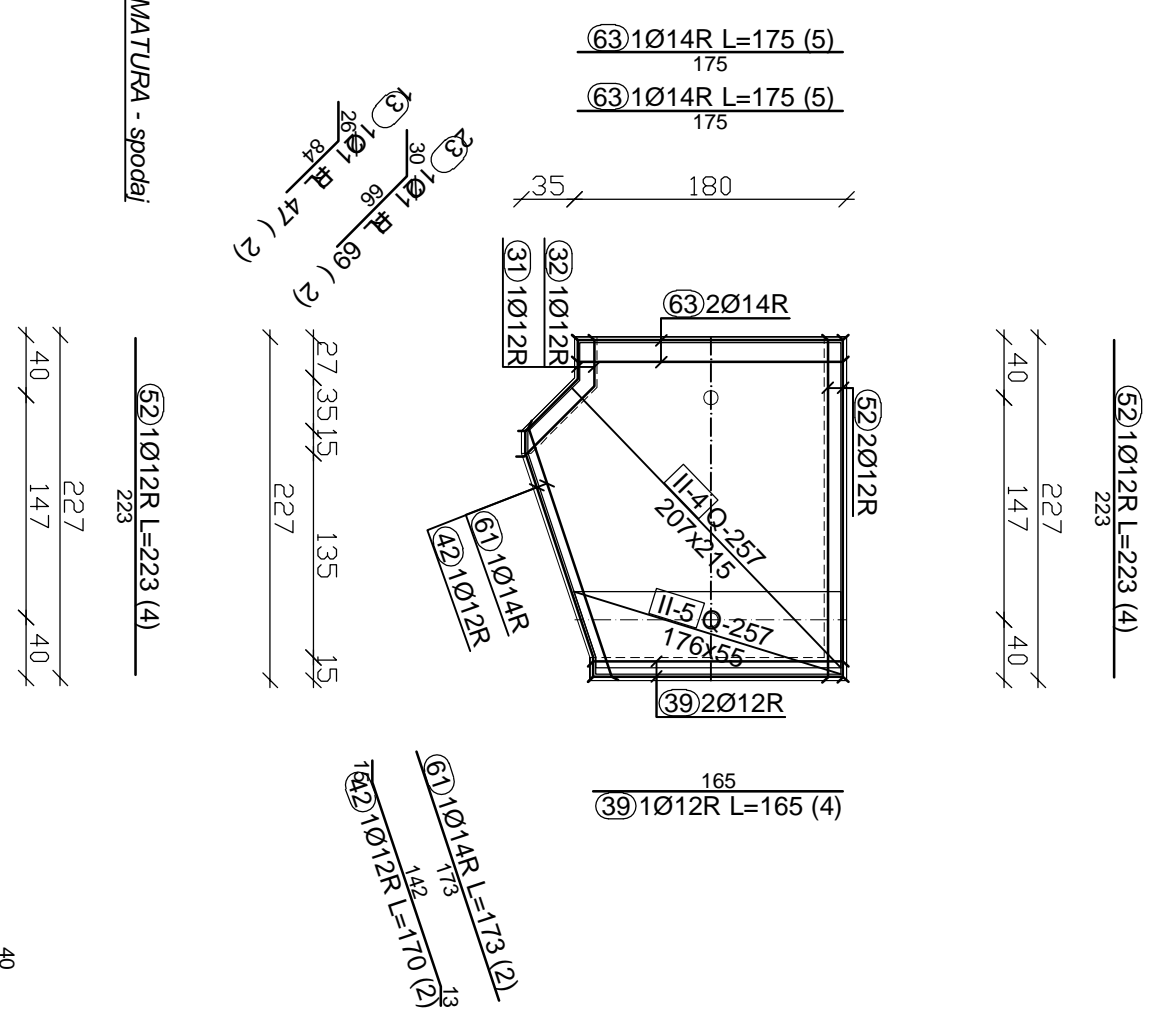 MATURA - spodaj
63 1Ø14R L=175 (5)
175
63 1Ø14R L=175 (5)
175
26
84
47 (2)
30
66
69 (2)
35
180
31 1Ø12R
32 1Ø12R
63 2Ø14R
52 2Ø12R
II-4 Q-257
207x215
II-5 Q-257
176x55
61 1Ø14R
42 1Ø12R
39 2Ø12R
40
147
40
227
52 1Ø12R L=223 (4)
223
227
27
35
15
135
15
40
147
40
227
52 1Ø12R L=223 (4)
223
165
39 1Ø12R L=165 (4)
61 1Ø14R L=173 (2)
173
15
42 1Ø12R L=170 (2)
142
13
40